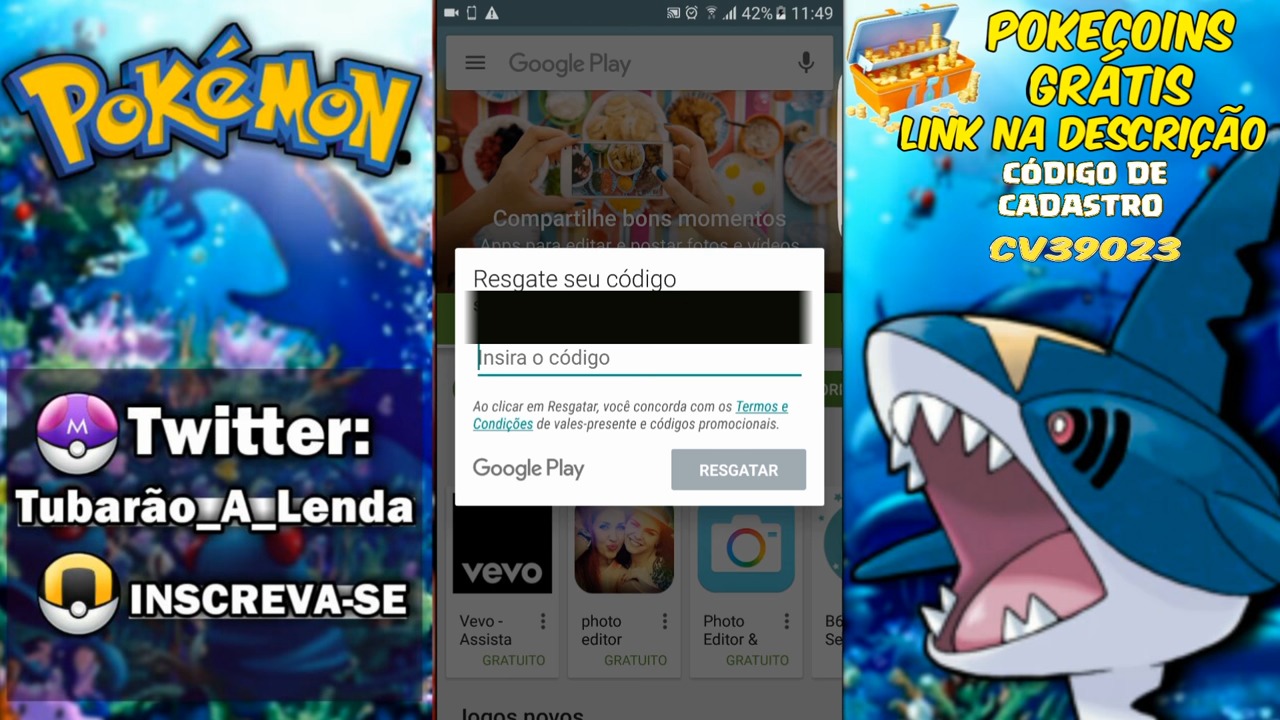 POKÉMON
Twitter:
Tubarão_A_Lenda
INSCREVA-SE
42% 11:49
Google Play
Compartilhe bons momentos
Apps para editar e postar fotos e vídeos
Resgate seu código
Insira o código
Ao clicar em Resgatar, você concorda com os Termos e
Condições de vales-presente e códigos promocionais.
Google Play
RESGATAR
vevo
Vevo -
Assista
GRATUITO
photo
editor
GRATUITO
Photo
Editor &
GRATUITO
B6
Se
Jogos novos
POKECOINS
GRÁTIS
LINK NA DESCRIÇÃO
CÓDIGO DE
CADASTRO
CV39023